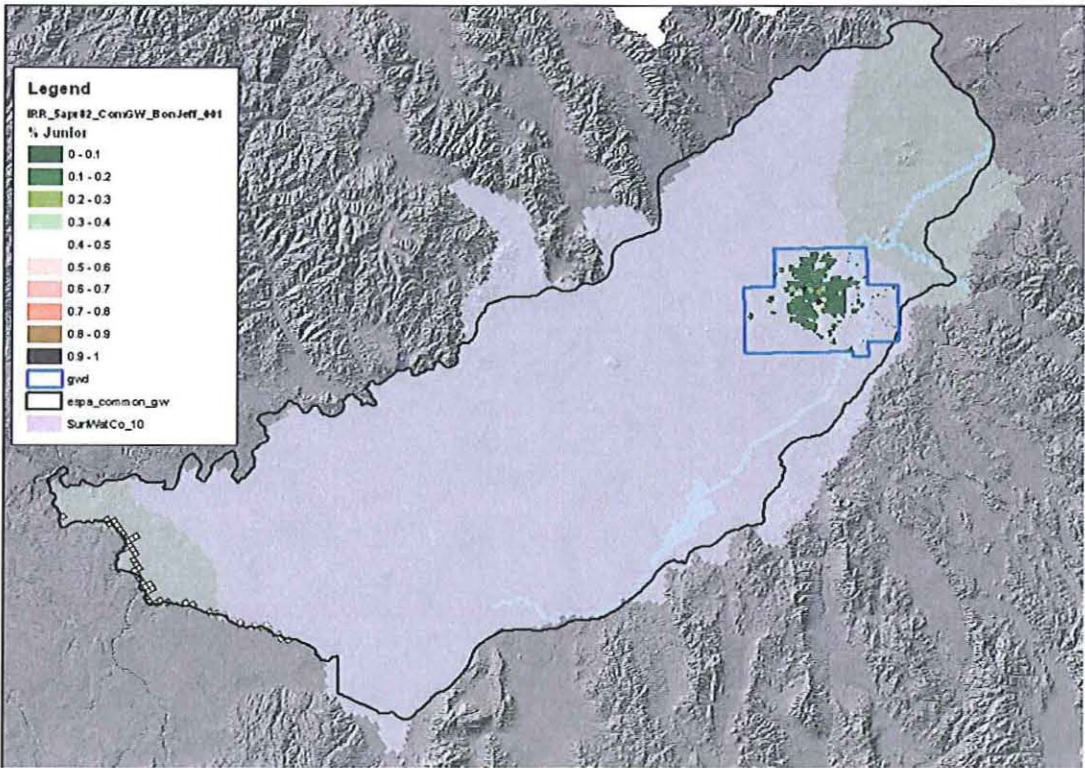 Legend
IRR_5apr02_ComGW_BonJeff_001
% Junior
0 - 0.1
0.1 - 0.2
0.2 - 0.3
0.3 - 0.4
0.4 - 0.5
0.5 - 0.6
0.6 - 0.7
0.7 - 0.8
0.8 - 0.9
0.9 - 1
gwd
espa_common_gw
SurfWatCo_10